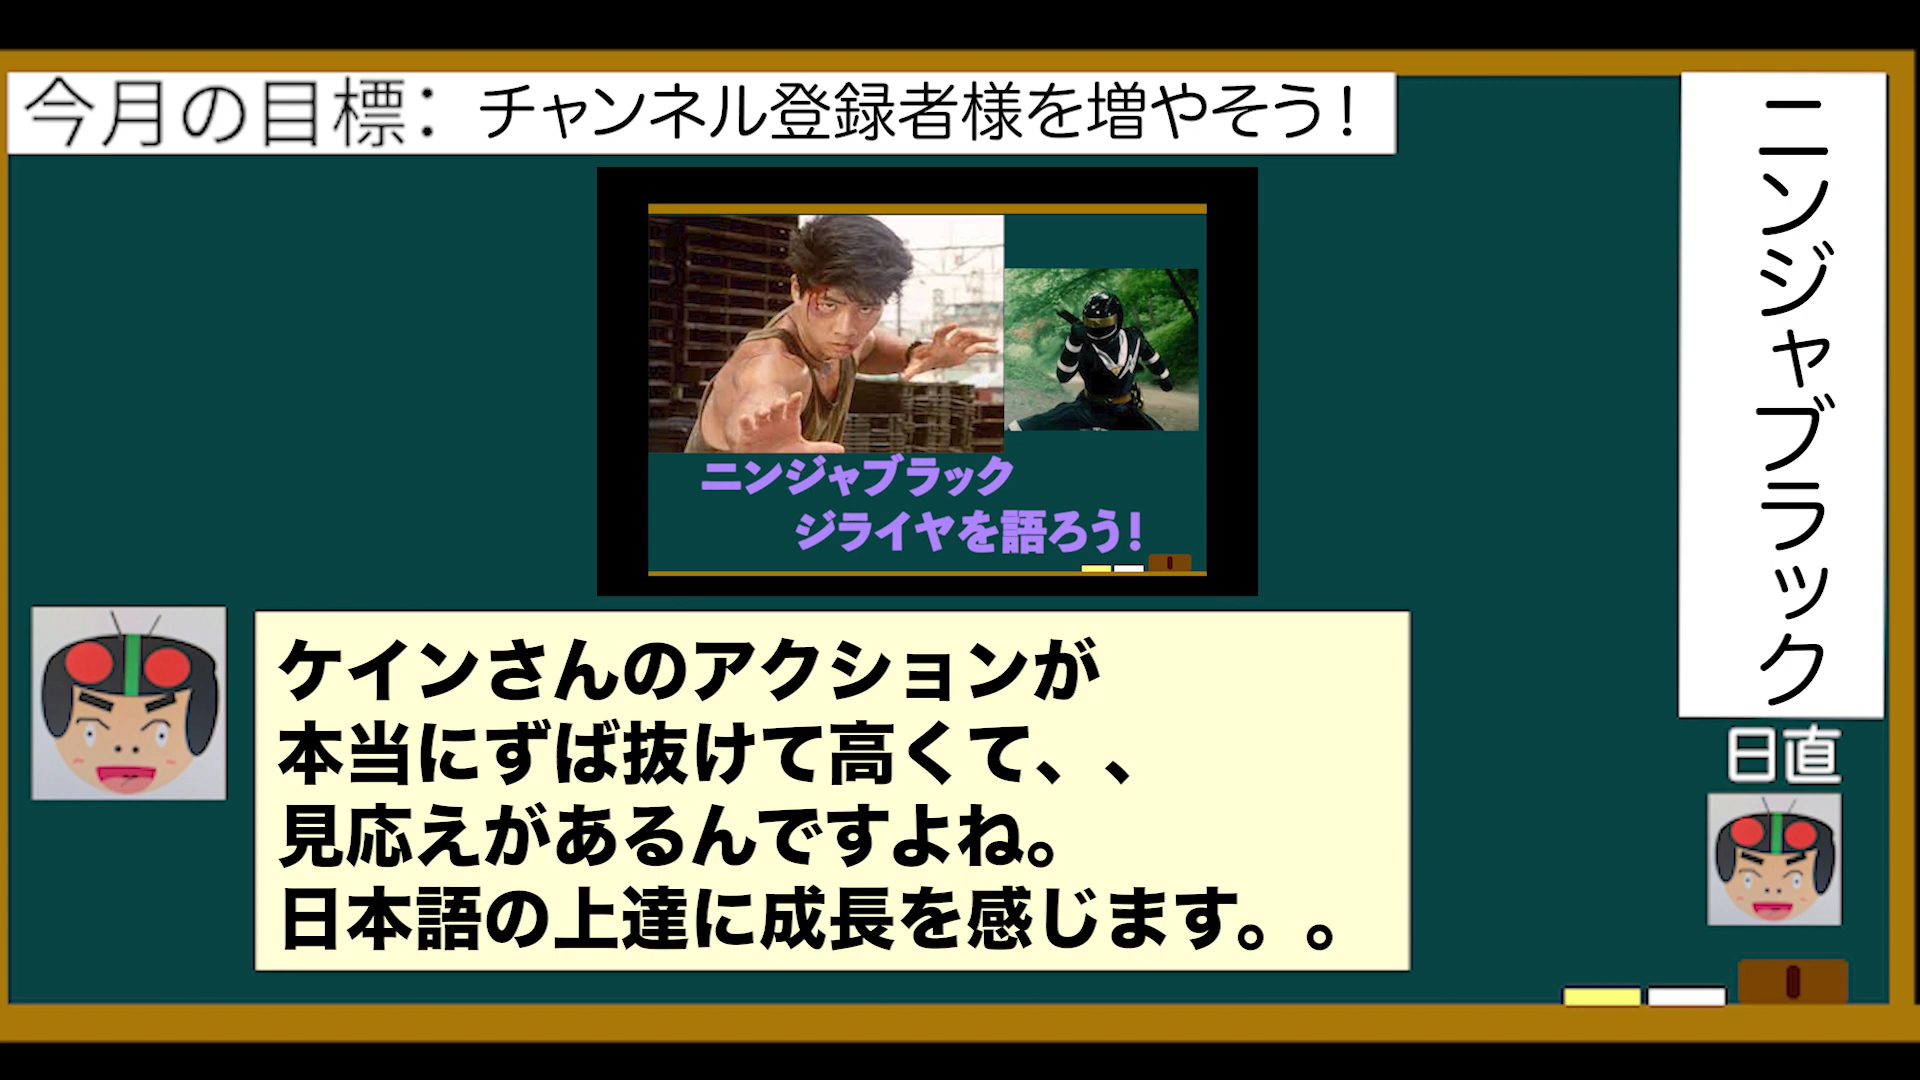 今月の目標：チャンネル登録者様を増やそう！
ニンジャブラック
ニンジャブラック
ジライヤを語ろう！
ケインさんのアクションが
本当にずば抜けて高くて、、
見応えがあるんですよね。
日本語の上達に成長を感じます。。
日直